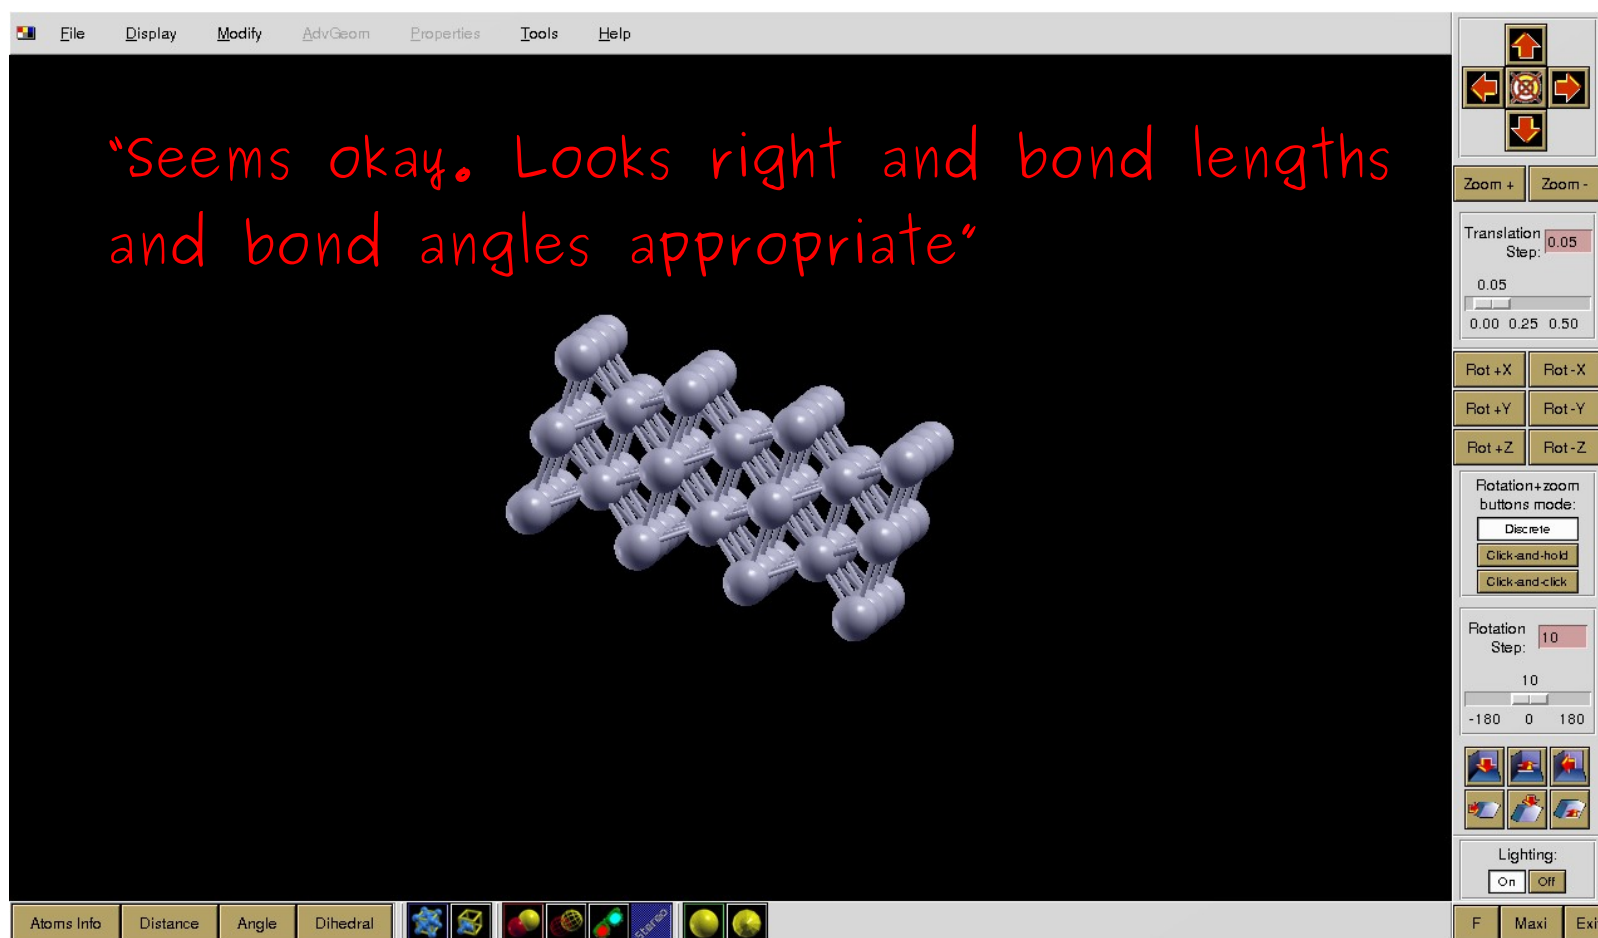 File Display Modify AdvGeom Properties Tools Help
"Seems okay. Looks right and bond lengths
and bond angles appropriate"
Zoom + Zoom -
Translation
Step: 0.05
0.05
0.00 0.25 0.50
Rot +X Rot -X
Rot +Y Rot -Y
Rot +Z Rot -Z
Rotation+zoom
buttons mode:
Discrete
Click-and-hold
Click-and-click
Rotation
Step: 10
10
-180 0 180
Lighting:
On Off
Atoms Info Distance Angle Dihedral Stereo F Maxi Exi